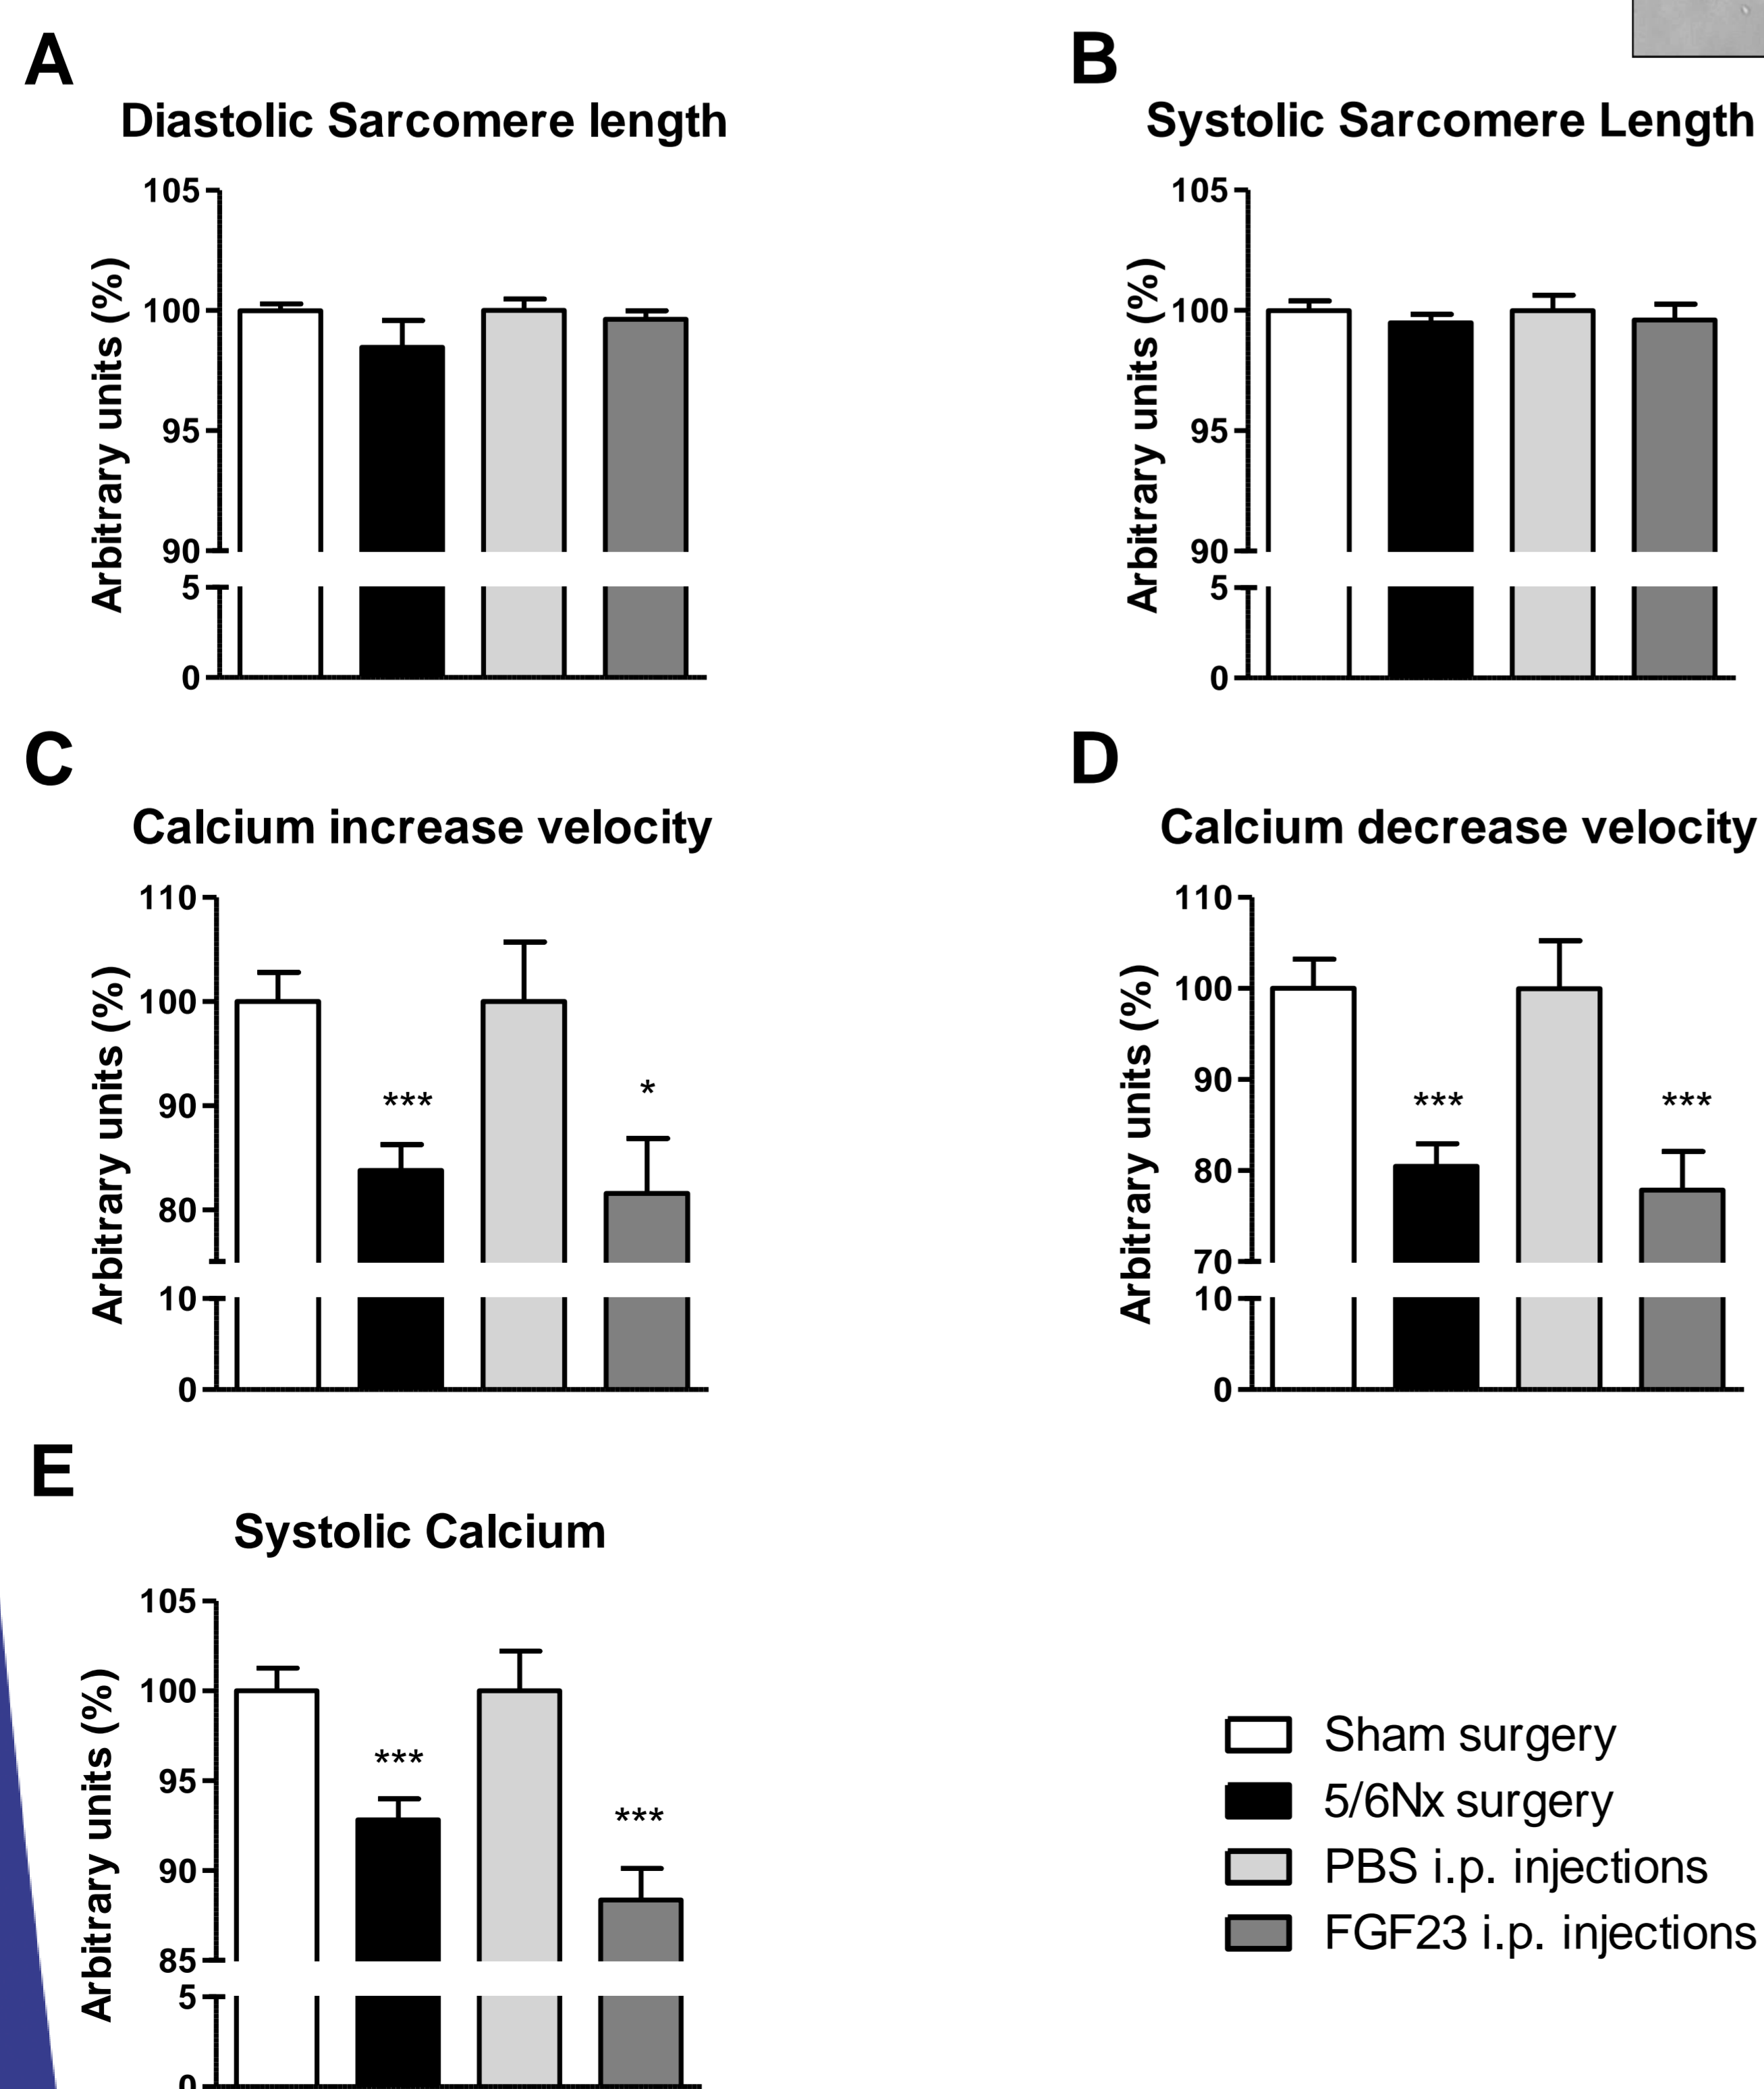 A
Diastolic Sarcomere length
Arbitrary units (%)
105
100
95
90
5
0
B
Systolic Sarcomere Length
Arbitrary units (%)
105
100
95
90
5
0
C
Calcium increase velocity
Arbitrary units (%)
110
100
90
80
10
0
***
*
D
Calcium decrease velocity
Arbitrary units (%)
110
100
90
80
70
10
0
***
***
E
Systolic Calcium
Arbitrary units (%)
105
100
95
90
85
5
0
***
***
Sham surgery
5/6Nx surgery
PBS i.p. injections
FGF23 i.p. injections